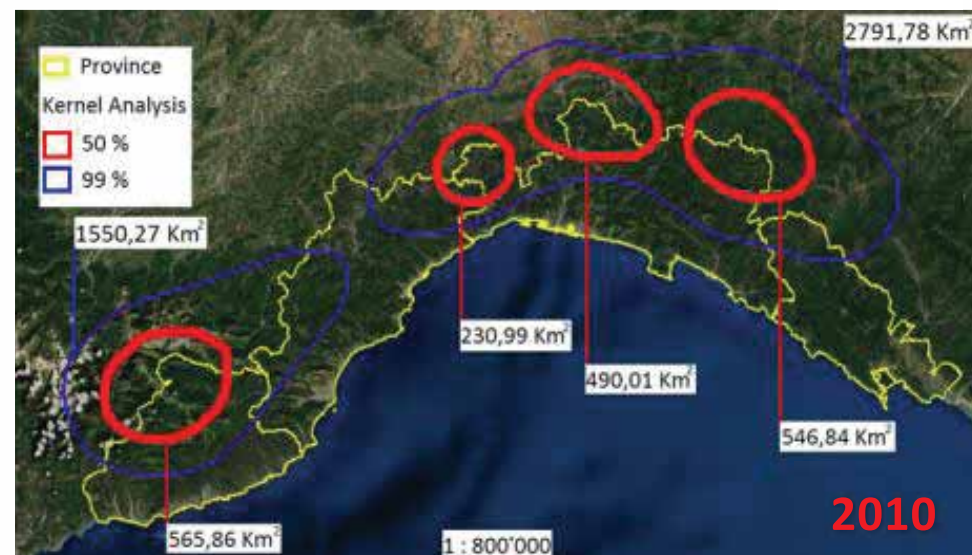 2791,78 Km²
Province
Kernel Analysis
50 %
99 %
1550,27 Km²
230,99 Km²
490,01 Km²
546,84 Km²
565,86 Km²
1 : 800'000
2010